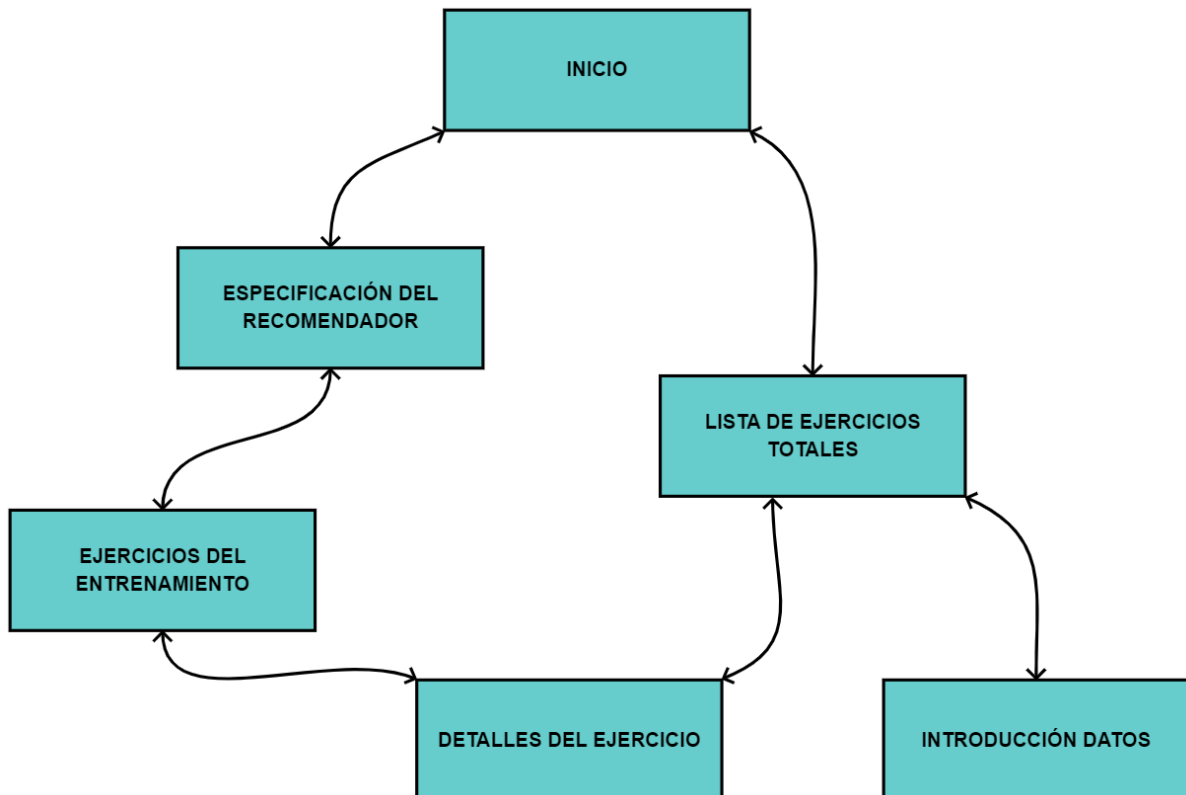 INICIO
ESPECIFICACIÓN DEL
RECOMENDADOR
LISTA DE EJERCICIOS
TOTALES
EJERCICIOS DEL
ENTRENAMIENTO
DETALLES DEL EJERCICIO
INTRODUCCIÓN DATOS